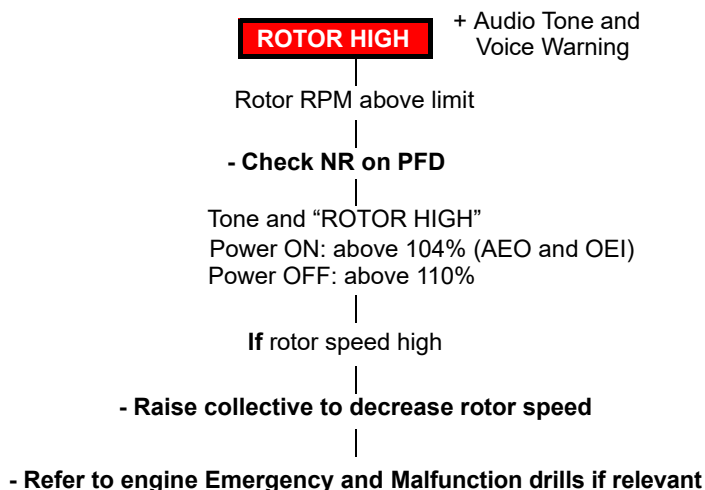 ROTOR HIGH
+ Audio Tone and
Voice Warning
Rotor RPM above limit
- Check NR on PFD
Tone and “ROTOR HIGH”
Power ON: above 104% (AEO and OEI)
Power OFF: above 110%
If rotor speed high
- Raise collective to decrease rotor speed
- Refer to engine Emergency and Malfunction drills if relevant